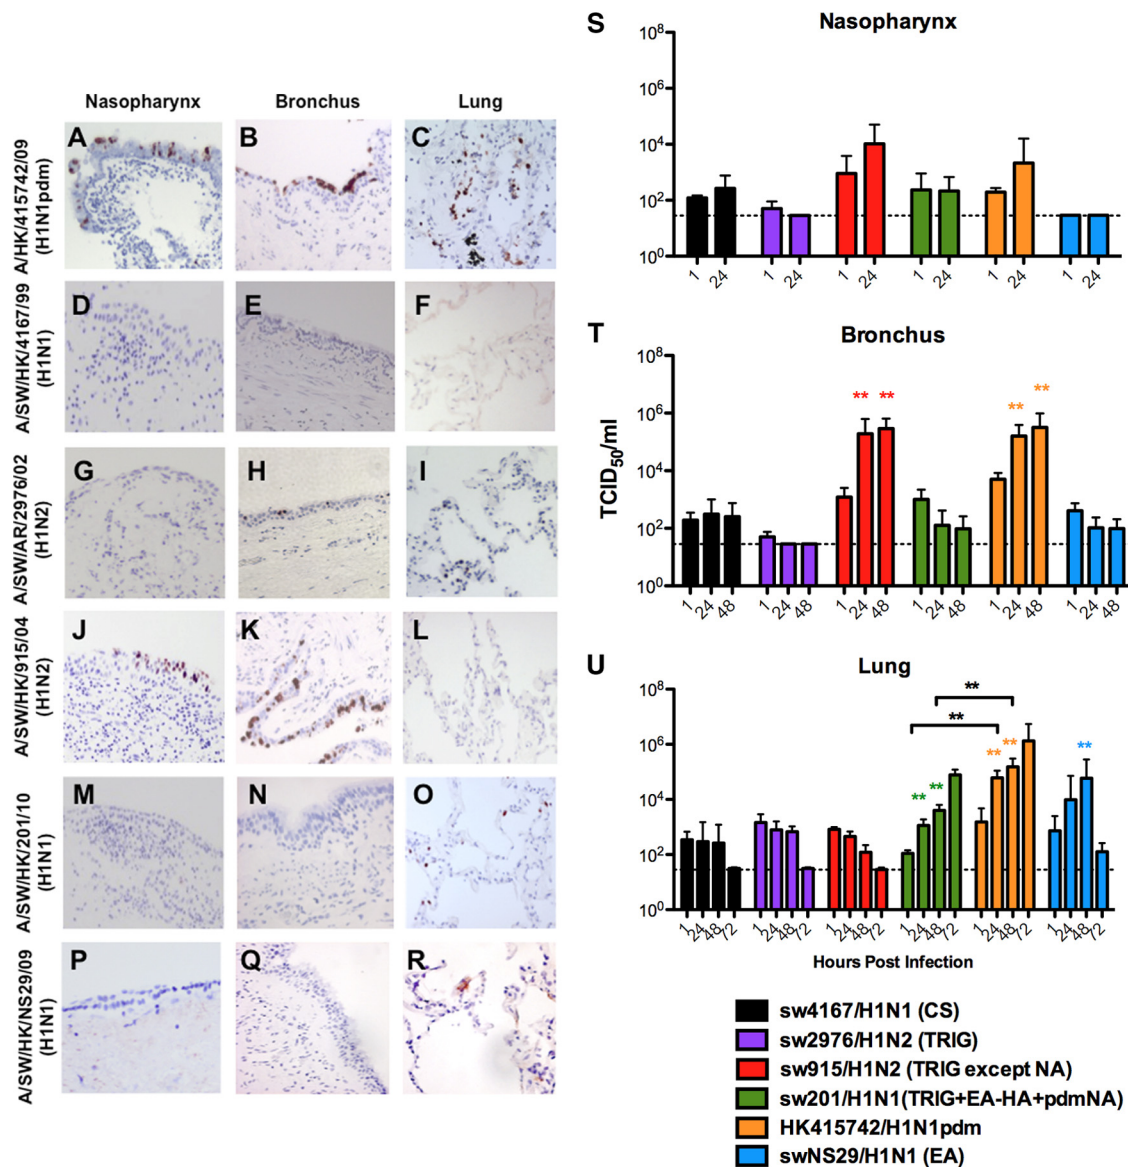 Nasopharynx
Bronchus
Lung
A/HK/415742/09
(H1N1pdm)
A
B
C
A/SW/HK/4167/99
(H1N1)
D
E
F
A/SW/AR/2976/02
(H1N2)
G
H
I
A/SW/HK/915/04
(H1N2)
J
K
L
A/SW/HK/201/10
(H1N1)
M
N
O
A/SW/HK/NS29/09
(H1N1)
P
Q
R
S
Nasopharynx
10⁸
10⁶
10⁴
10²
10⁰
1 24 1 24 1 24 1 24 1 24 1 24
T
Bronchus
TCID₅₀/ml
10⁸
10⁶
10⁴
10²
10⁰
** ** ** **
1 24 48 1 24 48 1 24 48 1 24 48 1 24 48 1 24 48
U
Lung
10⁸
10⁶
10⁴
10²
10⁰
**
**
** ** ** ** **
1 24 48 72 1 24 48 72 1 24 48 72 1 24 48 72 1 24 48 72 1 24 48 72
Hours Post Infection
sw4167/H1N1 (CS)
sw2976/H1N2 (TRIG)
sw915/H1N2 (TRIG except NA)
sw201/H1N1(TRIG+EA-HA+pdmNA)
HK415742/H1N1pdm
swNS29/H1N1 (EA)